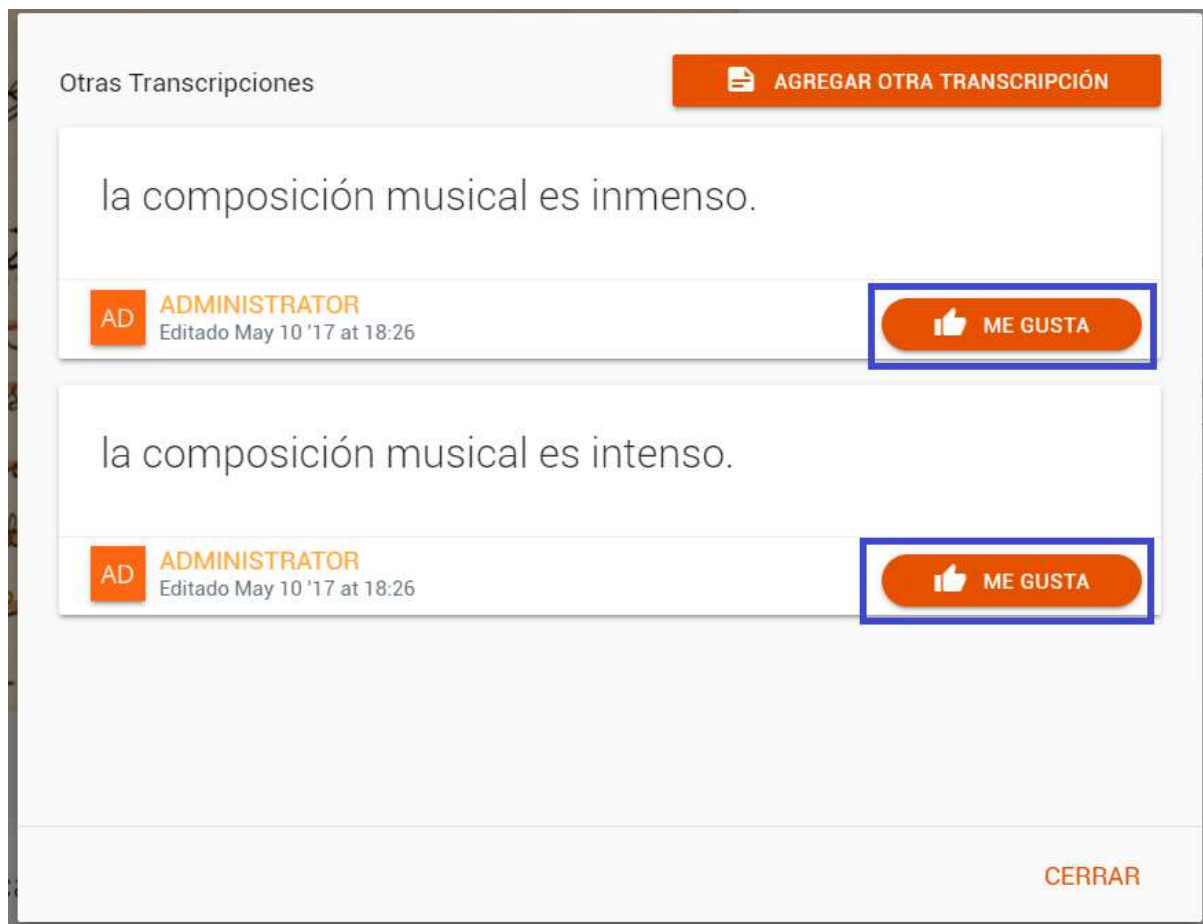 Otras Transcripciones
AGREGAR OTRA TRANSCRIPCIÓN
la composición musical es inmenso.
AD
ADMINISTRATOR
Editado May 10 '17 at 18:26
ME GUSTA
la composición musical es intenso.
AD
ADMINISTRATOR
Editado May 10 '17 at 18:26
ME GUSTA
CERRAR